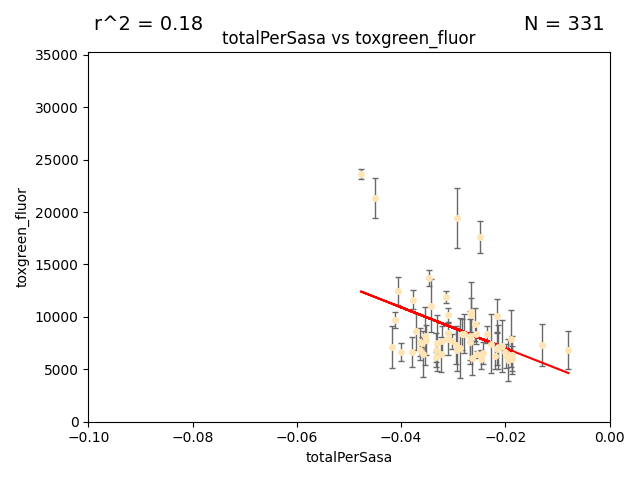 r^2 = 0.18
N = 331
totalPerSasa vs toxgreen_fluor
35000
30000
25000
20000
15000
10000
5000
0
toxgreen_fluor
−0.10
−0.08
−0.06
−0.04
−0.02
0.00
totalPerSasa